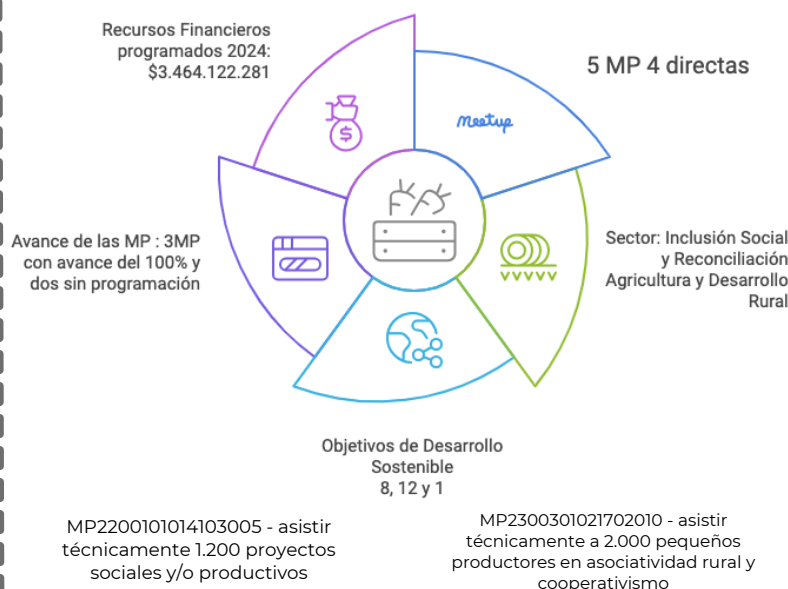 Recursos Financieros
programados 2024:
$3.464.122.281
5 MP 4 directas
meetup
$
Avance de las MP : 3MP
con avance del 100% y
dos sin programación
Sector: Inclusión Social
y Reconciliación
Agricultura y Desarrollo
Rural
Objetivos de Desarrollo
Sostenible
8, 12 y 1
MP2200101014103005 - asistir
técnicamente 1.200 proyectos
sociales y/o productivos
MP2300301021702010 - asistir
técnicamente a 2.000 pequeños
productores en asociatividad rural y
cooperativismo